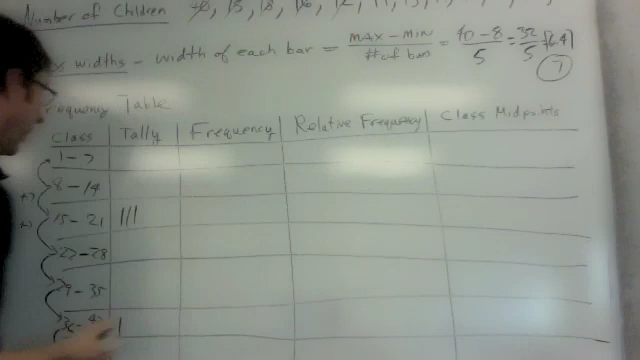 Number of Children 40, 15, 18, 16, 12, 11, 13,
widths – width of each bar = MAX – MIN / # of bars = 40 – 8 / 5 = 32 / 5 = 6.4
7
Frequency Table
Class Tally Frequency Relative Frequency Class Midpoints
1 – 7
8 – 14
15 – 21 |||
22 – 28
29 – 35
36 – 42 |